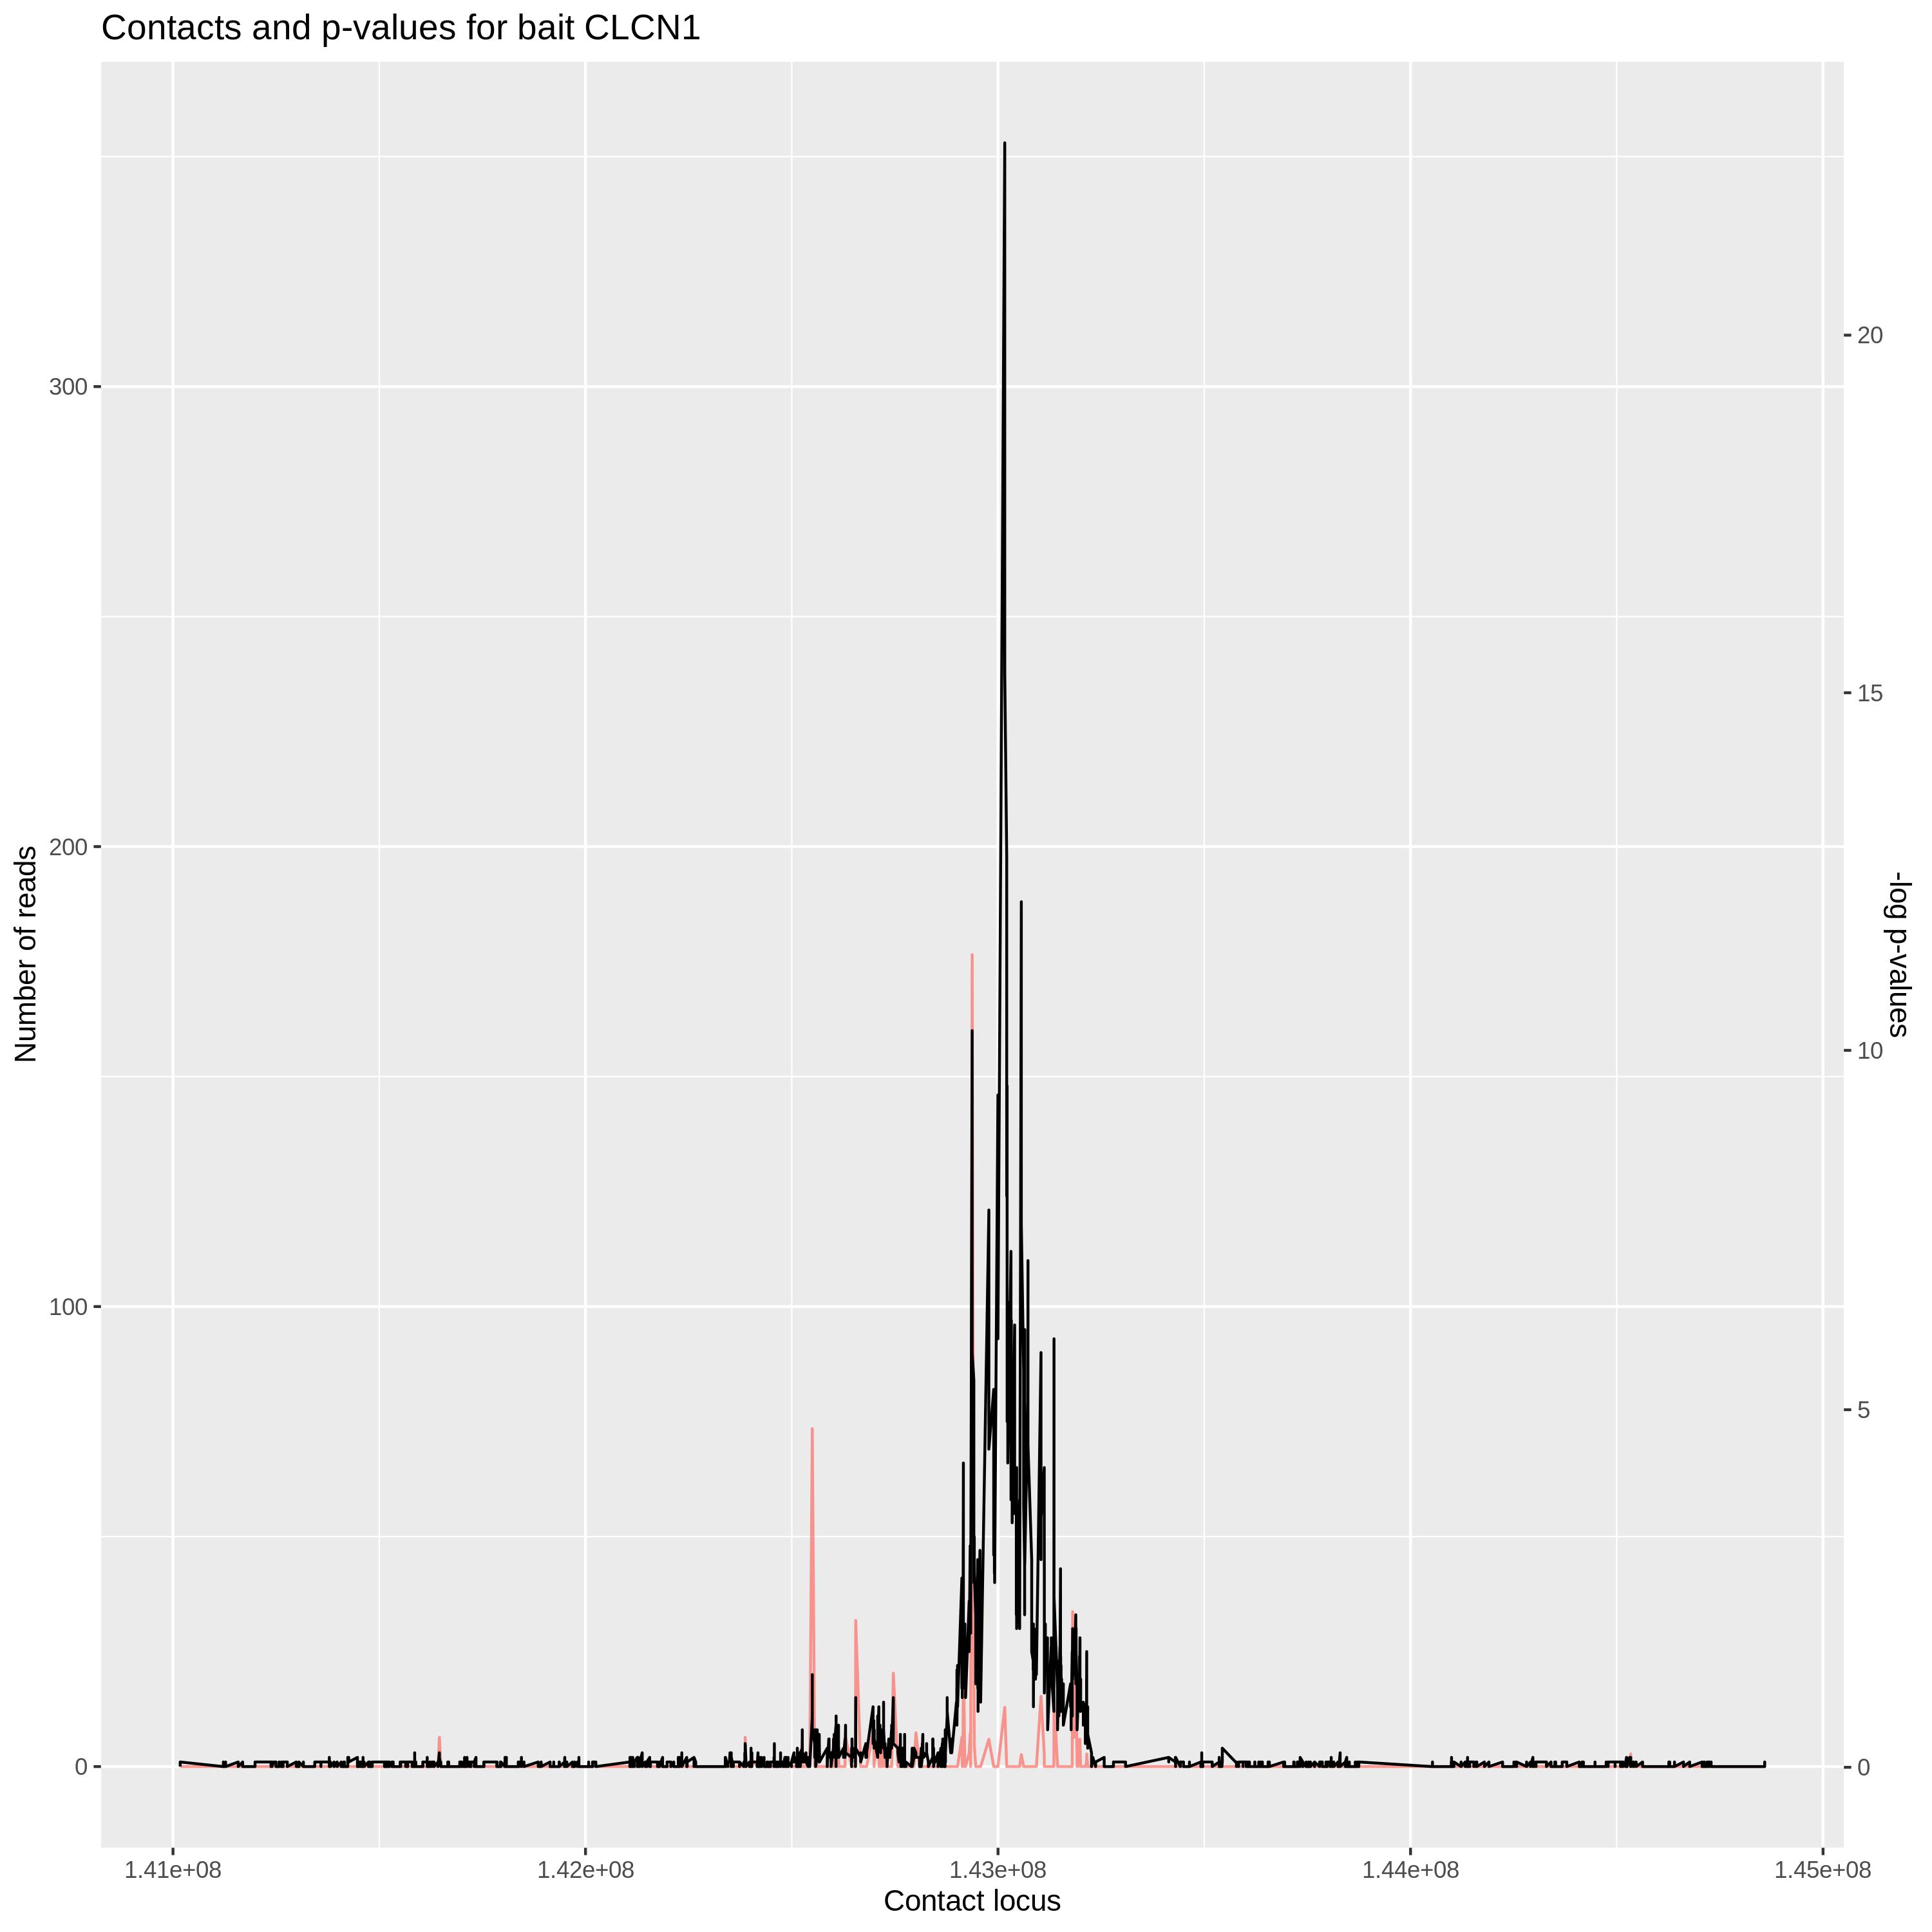 Contacts and p-values for bait CLCN1
300
200
100
0
Number of reads
20
15
10
5
0
-log p-values
1.41e+08 1.42e+08 1.43e+08 1.44e+08 1.45e+08
Contact locus